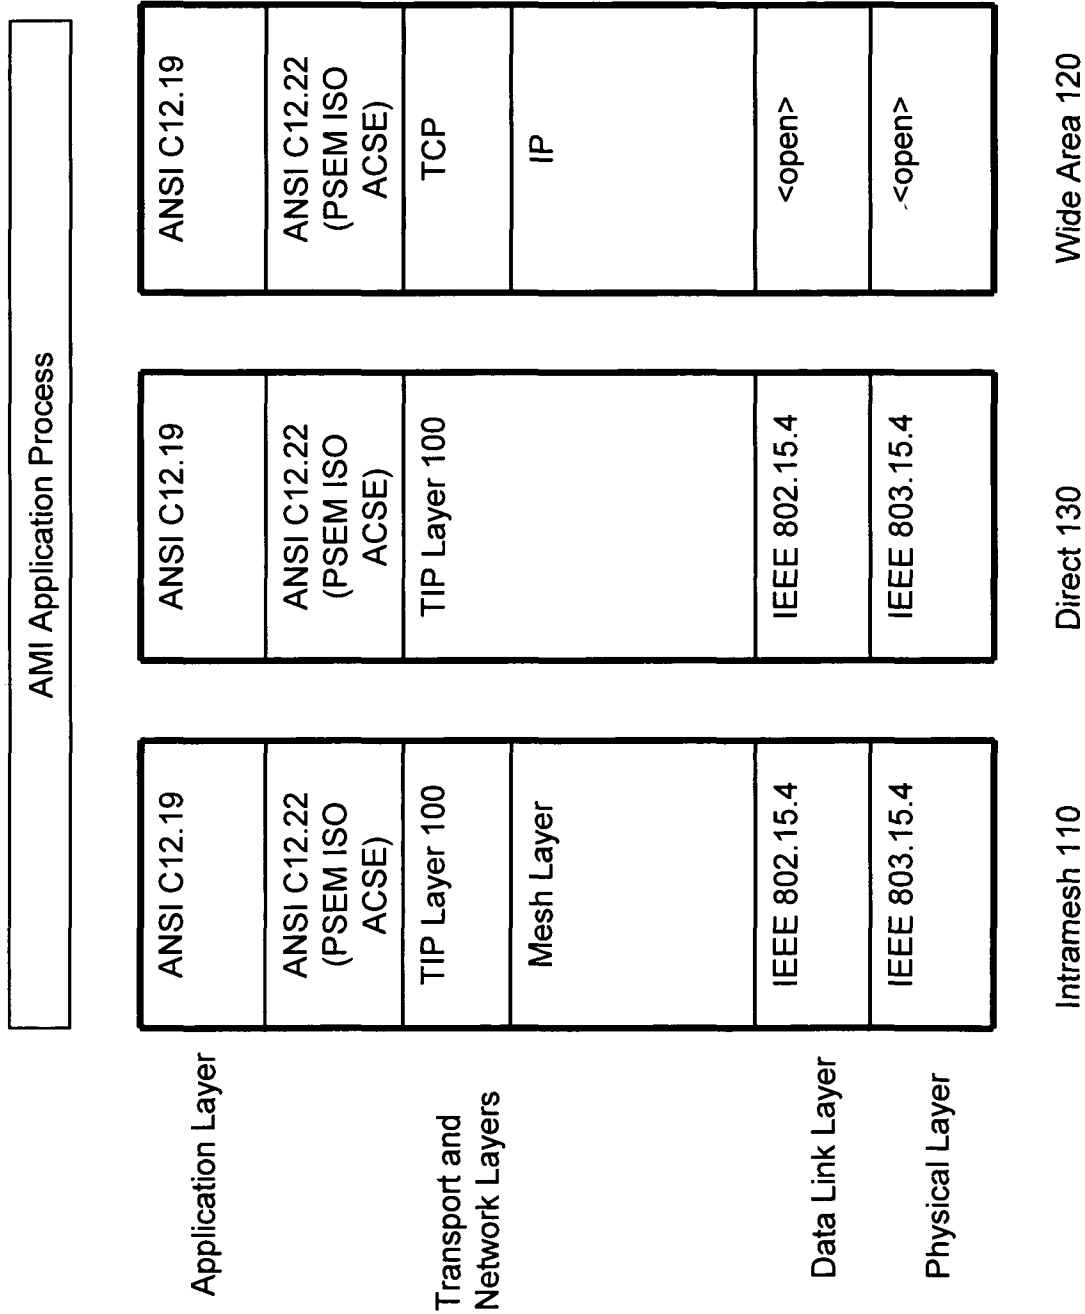 AMI Application Process
Application Layer
Transport and
Network Layers
Data Link Layer
Physical Layer
ANSI C12.19
ANSI C12.22
(PSEM ISO
ACSE)
TIP Layer 100
Mesh Layer
IEEE 802.15.4
IEEE 803.15.4
Intramesh 110
ANSI C12.19
ANSI C12.22
(PSEM ISO
ACSE)
TIP Layer 100
IEEE 802.15.4
IEEE 803.15.4
Direct 130
ANSI C12.19
ANSI C12.22
(PSEM ISO
ACSE)
TCP
IP
<open>
<open>
Wide Area 120